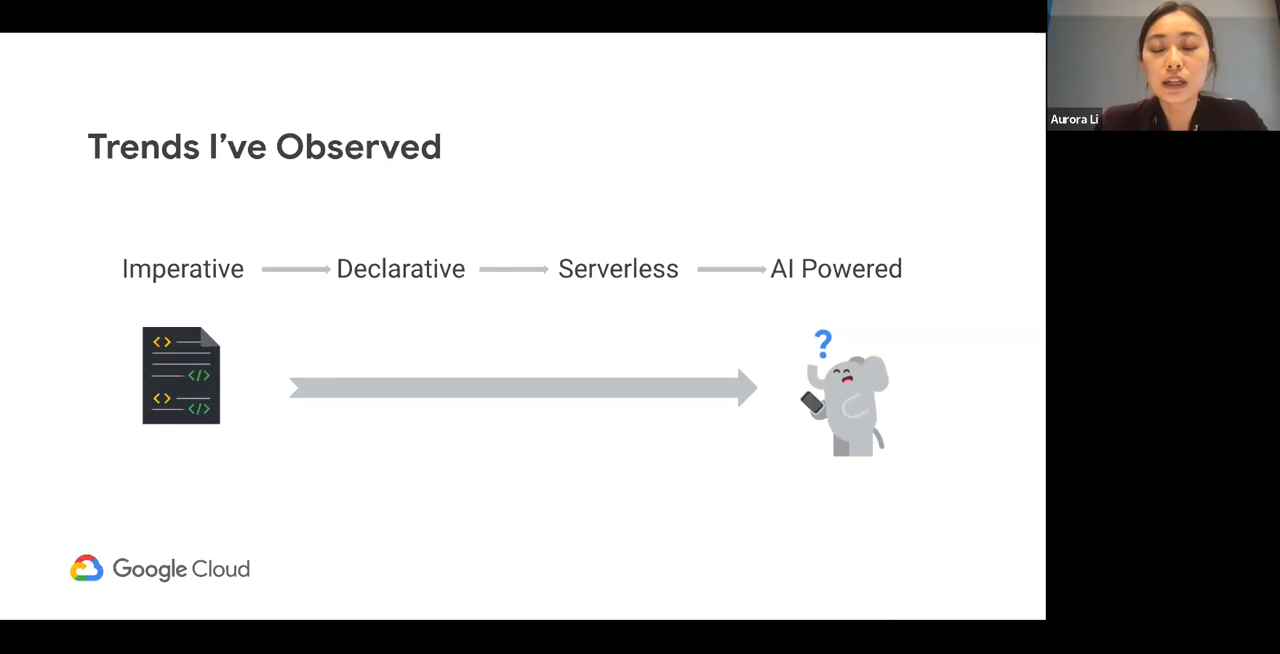 Trends I’ve Observed
Imperative Declarative Serverless AI Powered
<> 
</>
<>
</>
?
Google Cloud
Aurora Li